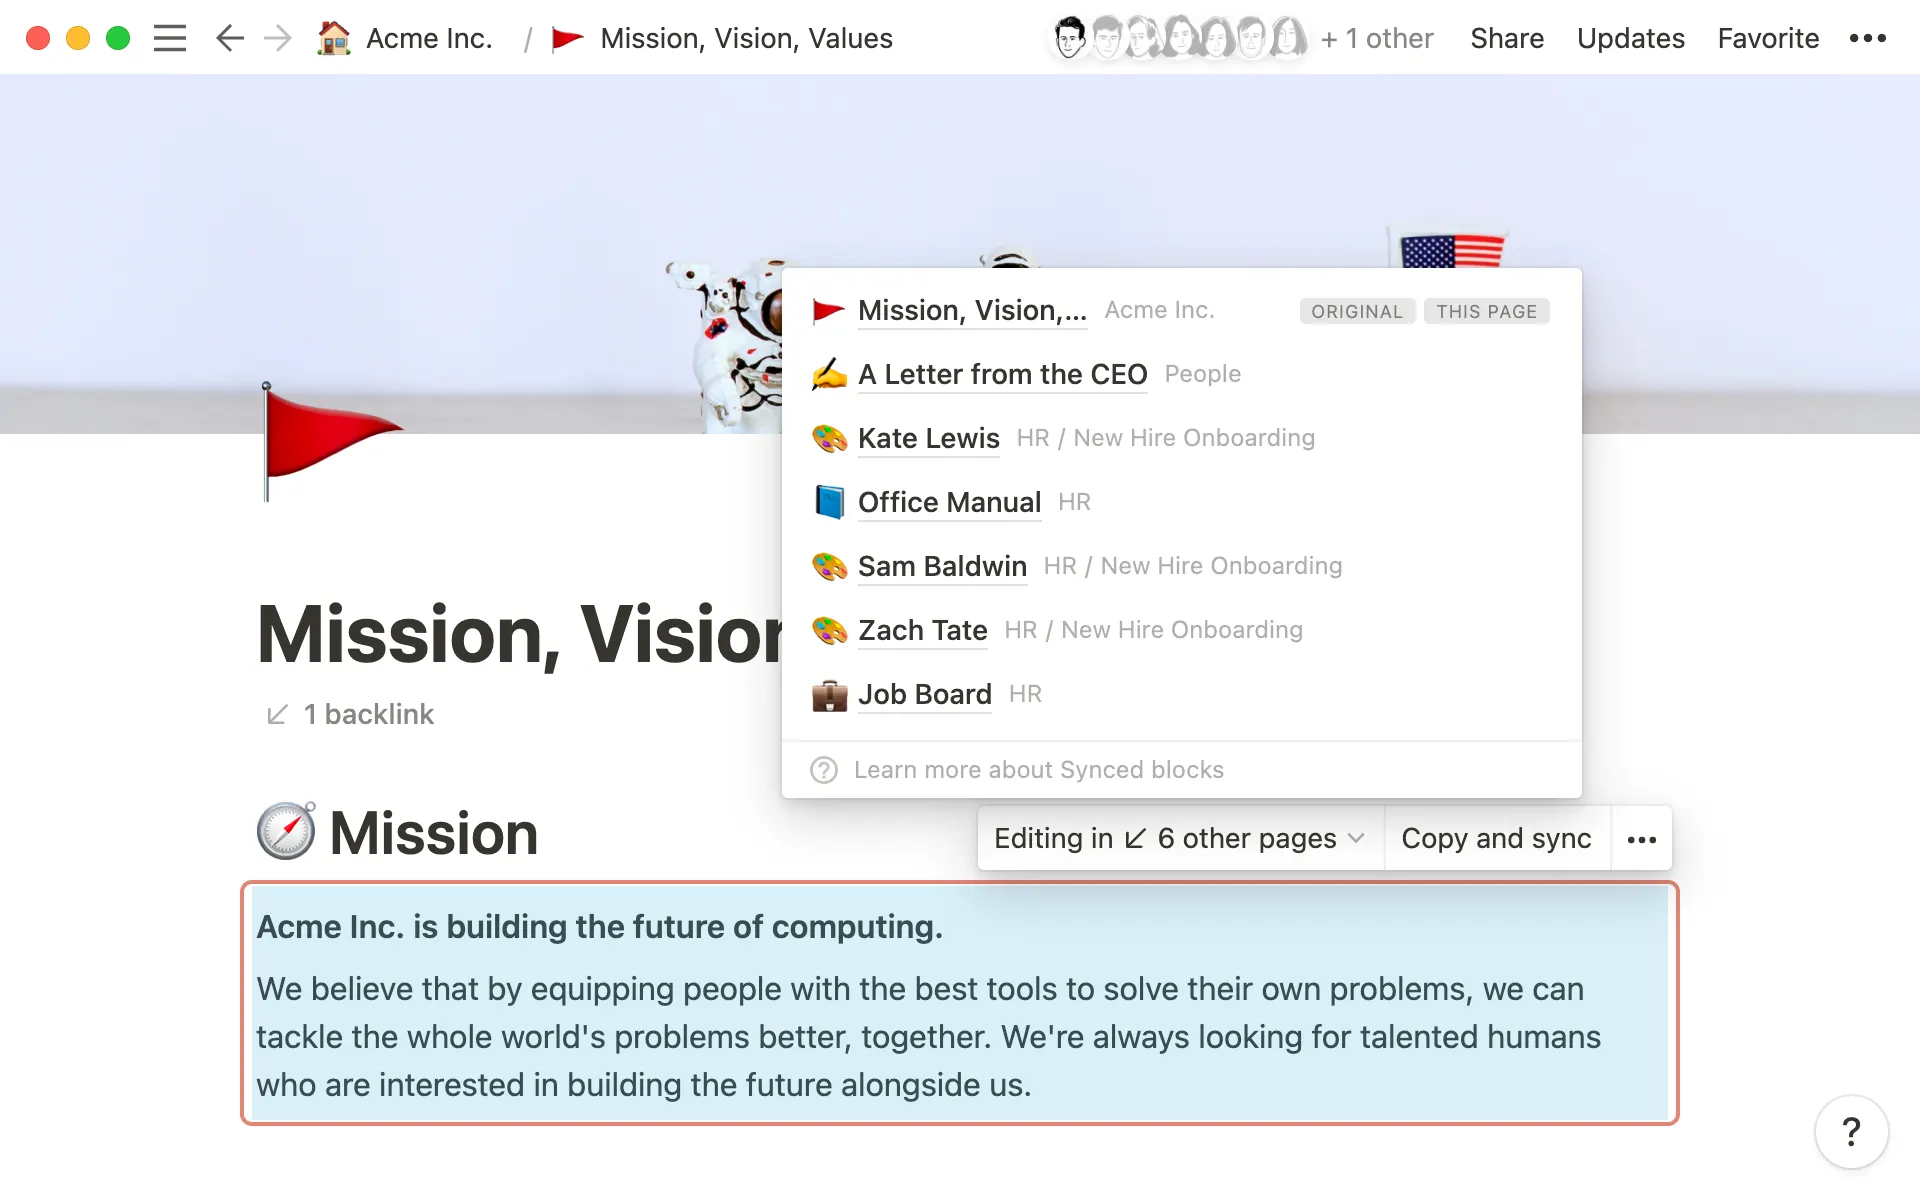 Acme Inc. / Mission, Vision, Values + 1 other Share Updates Favorite
Mission, Vision,... Acme Inc. ORIGINAL THIS PAGE
A Letter from the CEO People
Kate Lewis HR / New Hire Onboarding
Office Manual HR
Sam Baldwin HR / New Hire Onboarding
Zach Tate HR / New Hire Onboarding
Job Board HR
Learn more about Synced blocks
Mission, Vision
1 backlink
Mission
Editing in 6 other pages Copy and sync
Acme Inc. is building the future of computing.
We believe that by equipping people with the best tools to solve their own problems, we can
tackle the whole world's problems better, together. We're always looking for talented humans
who are interested in building the future alongside us.
?